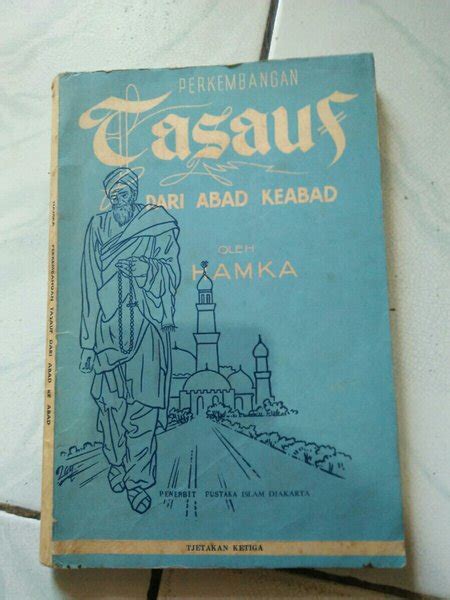 PERKEMBANGAN
Tasauf
DARI ABAD KEABAD
OLEH
HAMKA
PENERBIT PUSTAKA ISLAM DJAKARTA
TJETAKAN KETIGA
HAMKA PERKEMBANGAN TASAUF DARI ABAD KE ABAD